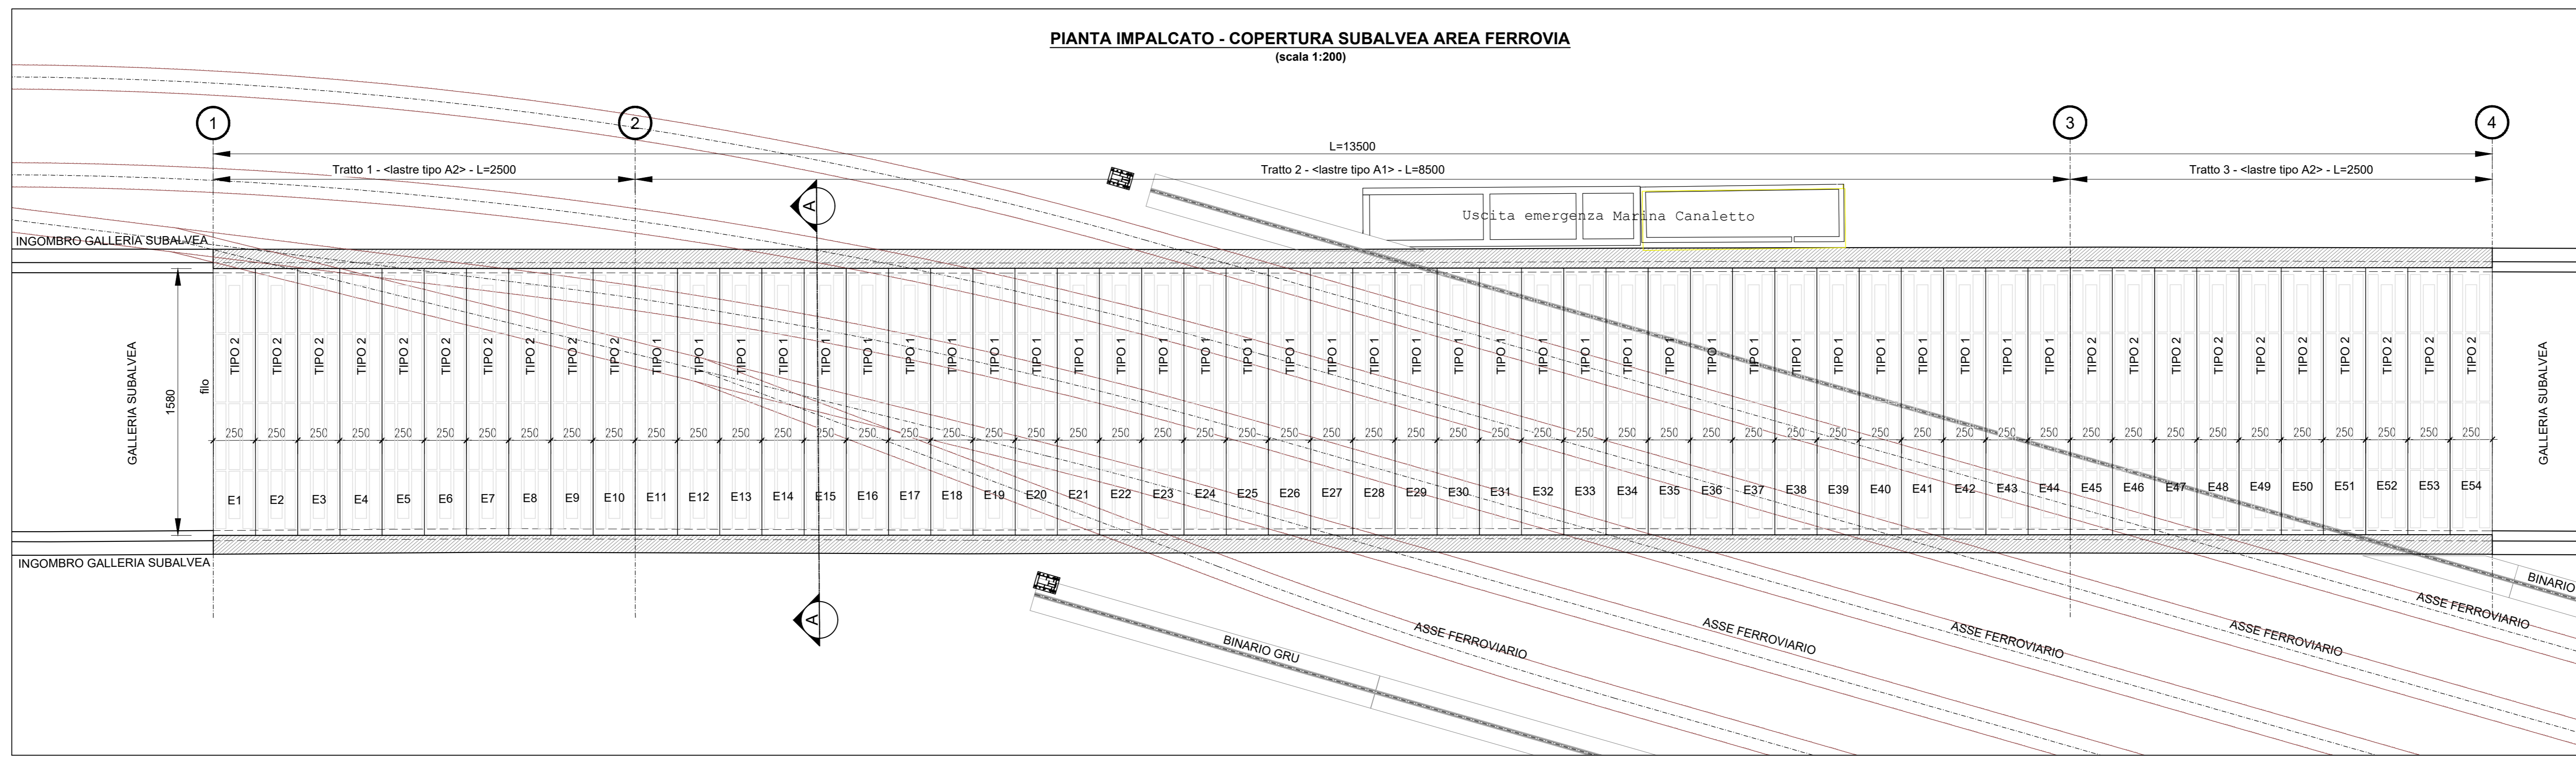 PIANTA IMPALCATO - COPERTURA SUBALVEA AREA FERROVIA
(scala 1:200)
1 2 3 4
L=13500
Tratto 1 - <lastre tipo A2> - L=2500 Tratto 2 - <lastre tipo A1> - L=8500 Tratto 3 - <lastre tipo A2> - L=2500
A
Uscita emergenza Marina Canaletto
INGOMBRO GALLERIA SUBALVEA
GALLERIA SUBALVEA
1580
filo
TIPO 2 TIPO 2 TIPO 2 TIPO 2 TIPO 2 TIPO 2 TIPO 2 TIPO 2 TIPO 2 TIPO 2 TIPO 1 TIPO 1 TIPO 1 TIPO 1 TIPO 1 TIPO 1 TIPO 1 TIPO 1 TIPO 1 TIPO 1 TIPO 1 TIPO 1 TIPO 1 TIPO 1 TIPO 1 TIPO 1 TIPO 1 TIPO 1 TIPO 1 TIPO 1 TIPO 1 TIPO 1 TIPO 1 TIPO 1 TIPO 1 TIPO 1 TIPO 1 TIPO 1 TIPO 1 TIPO 1 TIPO 1 TIPO 1 TIPO 1 TIPO 1 TIPO 2 TIPO 2 TIPO 2 TIPO 2 TIPO 2 TIPO 2 TIPO 2 TIPO 2 TIPO 2 TIPO 2
GALLERIA SUBALVEA
250 250 250 250 250 250 250 250 250 250 250 250 250 250 250 250 250 250 250 250 250 250 250 250 250 250 250 250 250 250 250 250 250 250 250 250 250 250 250 250 250 250 250 250 250 250 250 250 250 250 250 250 250 250
E1 E2 E3 E4 E5 E6 E7 E8 E9 E10 E11 E12 E13 E14 E15 E16 E17 E18 E19 E20 E21 E22 E23 E24 E25 E26 E27 E28 E29 E30 E31 E32 E33 E34 E35 E36 E37 E38 E39 E40 E41 E42 E43 E44 E45 E46 E47 E48 E49 E50 E51 E52 E53 E54
INGOMBRO GALLERIA SUBALVEA
A
BINARIO
BINARIO GRU
ASSE FERROVIARIO
ASSE FERROVIARIO
ASSE FERROVIARIO
ASSE FERROVIARIO
ASSE FERROVIARIO